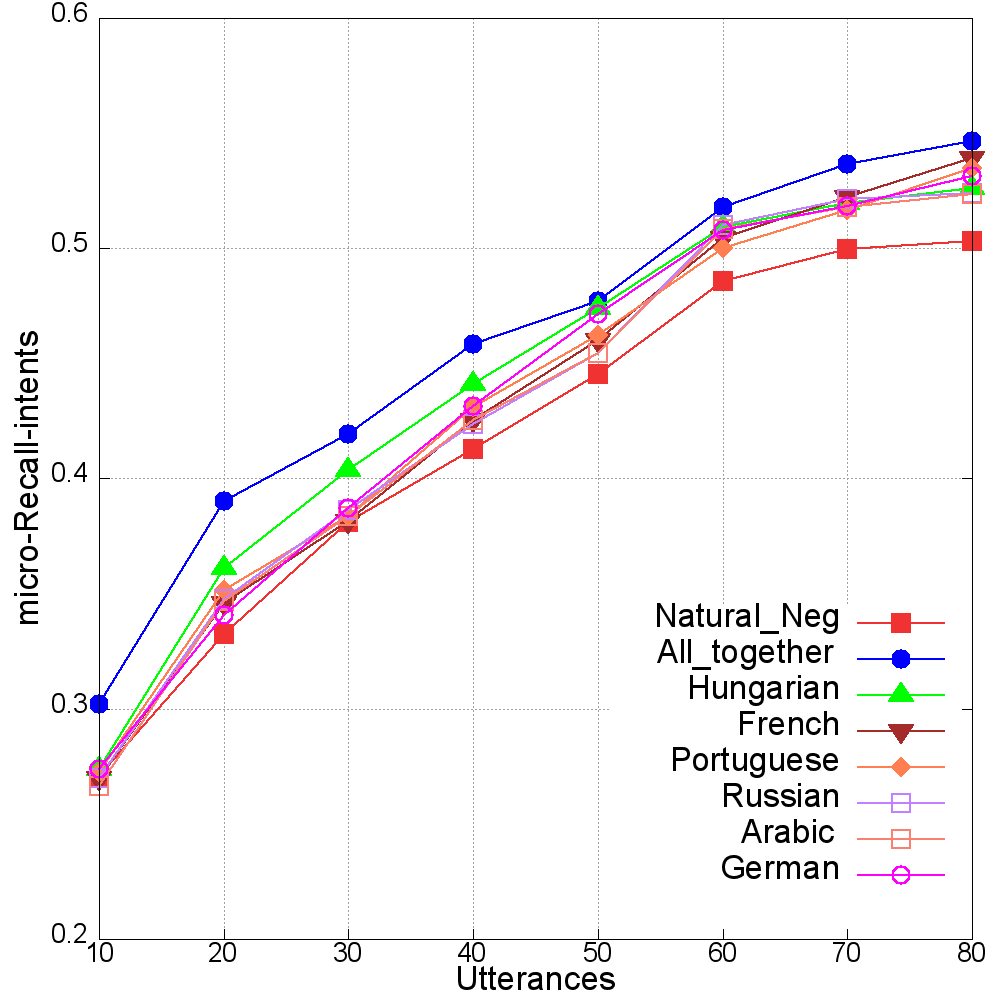 0.6
0.5
0.4
0.3
0.2
micro-Recall-intents
Natural_Neg
All_together
Hungarian
French
Portuguese
Russian
Arabic
German
10 20 30 40 50 60 70 80
Utterances